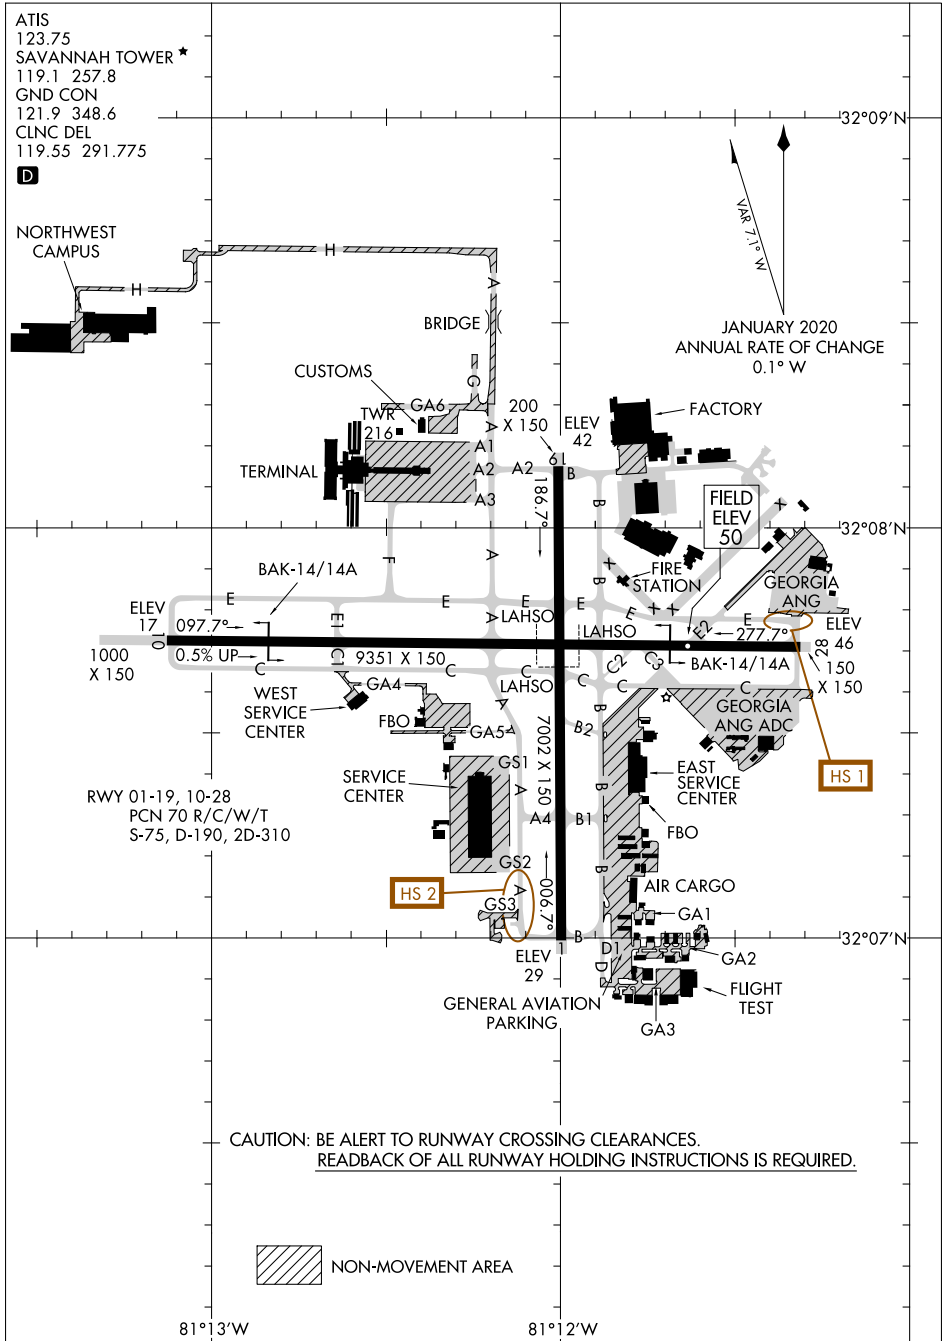 ATIS
123.75
SAVANNAH TOWER ★
119.1 257.8
GND CON
121.9 348.6
CLNC DEL
119.55 291.775
D
32°09'N
VAR 7.1° W
JANUARY 2020
ANNUAL RATE OF CHANGE
0.1° W
NORTHWEST
CAMPUS
H
H
A
BRIDGE
CUSTOMS
G
GA6
TWR
216
TERMINAL
A
A1
A2
A2
A3
200
X 150
ELEV
42
19
B
186.7°
FACTORY
FIELD
ELEV
50
32°08'N
B
A
F
B
X
X
X
X
FIRE
STATION
GEORGIA
ANG
BAK-14/14A
ELEV
17
097.7°
E
E1
E
E
E
E
E2
E
LAHSO
LAHSO
277.7°
ELEV
46
28
150
X 150
10
1000
X 150
0.5% UP
C
C1
9351 X 150
C
C
C2
C3
C
C
C
BAK-14/14A
LAHSO
WEST
SERVICE
CENTER
GA4
FBO
GA5
A
A
B
B2
GEORGIA
ANG ADC
HS 1
7002 X 150
SERVICE
CENTER
GS1
A
A4
B
B1
EAST
SERVICE
CENTER
FBO
RWY 01-19, 10-28
PCN 70 R/C/W/T
S-75, D-190, 2D-310
GS2
HS 2
A
GS3
006.7°
B
AIR CARGO
GA1
32°07'N
ELEV
29
1
B
D1
D
GA2
GENERAL AVIATION
PARKING
FLIGHT
TEST
GA3
CAUTION: BE ALERT TO RUNWAY CROSSING CLEARANCES.
READBACK OF ALL RUNWAY HOLDING INSTRUCTIONS IS REQUIRED.
NON-MOVEMENT AREA
81°13'W
81°12'W